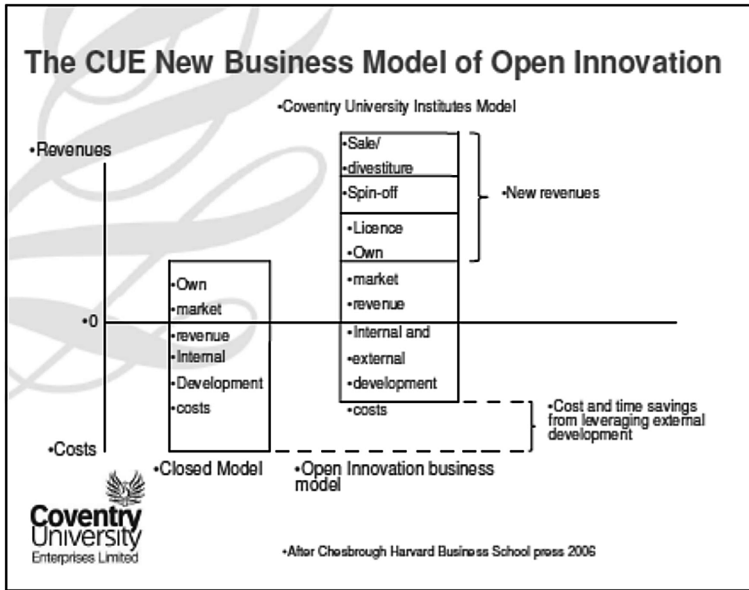 The CUE New Business Model of Open Innovation
•Coventry University Institutes Model
•Revenues
•Sale/
•divestiture
•Spin-off
•New revenues
•Licence
•Own
•market
•revenue
•Own
•market
•0
•revenue
•Internal
•Development
•costs
•Internal and
•external
•development
•costs
•Cost and time savings
from leveraging external
development
•Costs
•Closed Model
•Open Innovation business
model
Coventry
University
Enterprises Limited
•After Chesbrough Harvard Business School press 2006